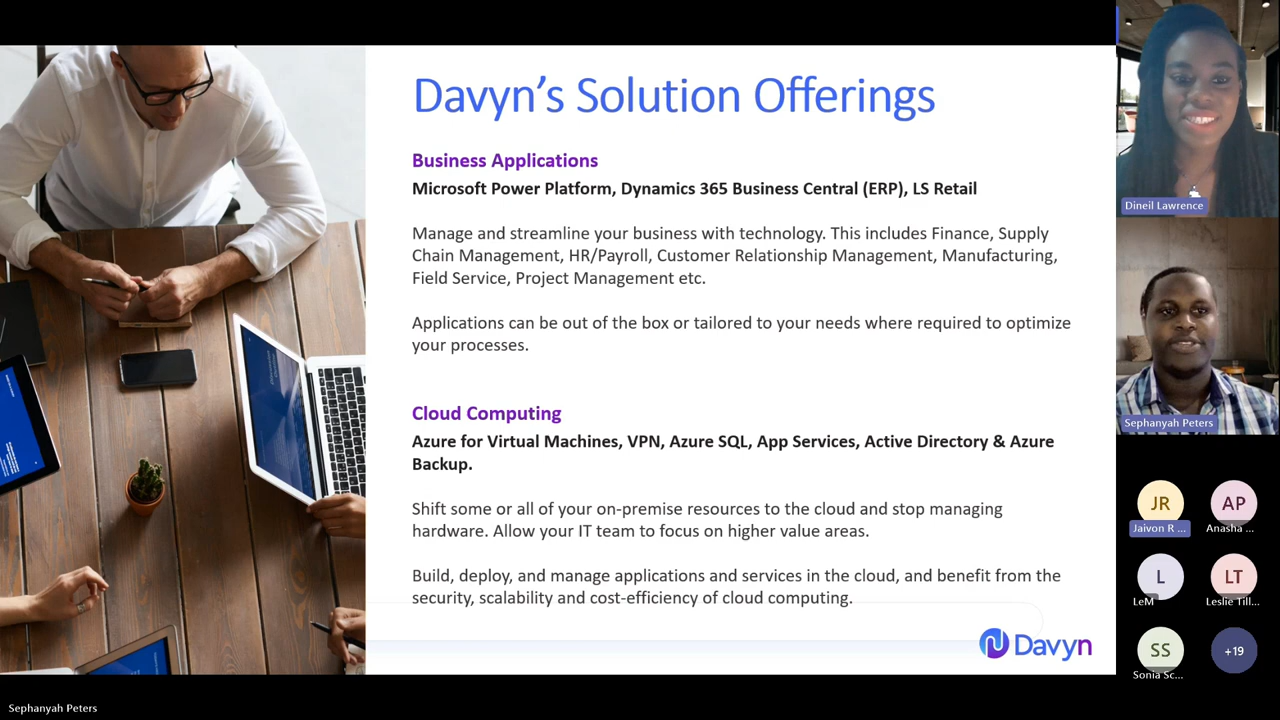 Davyn’s Solution Offerings
Business Applications
Microsoft Power Platform, Dynamics 365 Business Central (ERP), LS Retail
Manage and streamline your business with technology. This includes Finance, Supply
Chain Management, HR/Payroll, Customer Relationship Management, Manufacturing,
Field Service, Project Management etc.
Applications can be out of the box or tailored to your needs where required to optimize
your processes.
Cloud Computing
Azure for Virtual Machines, VPN, Azure SQL, App Services, Active Directory & Azure
Backup.
Shift some or all of your on-premise resources to the cloud and stop managing
hardware. Allow your IT team to focus on higher value areas.
Build, deploy, and manage applications and services in the cloud, and benefit from the
security, scalability and cost-efficiency of cloud computing.
Davyn
Dineil Lawrence
Sephanyah Peters
JR
AP
Jaivon R ...
Anasha ...
L
LT
LeM
Leslie Till...
SS
+19
Sonia Sc...
Sephanyah Peters